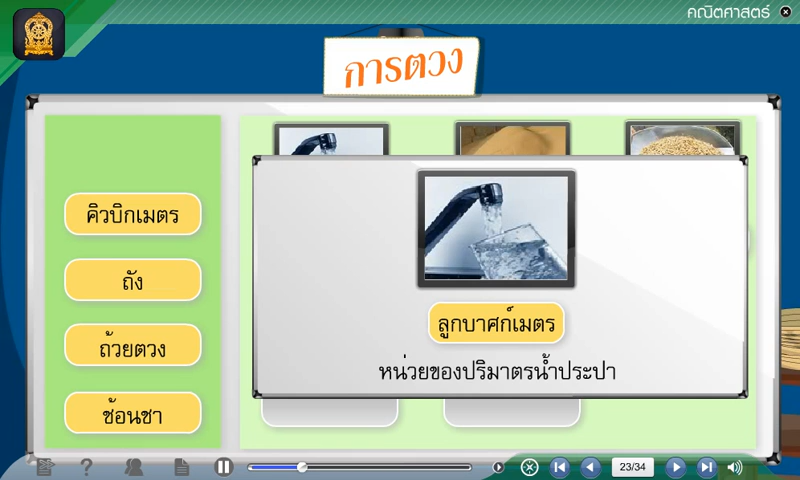 คณิตศาสตร์
การตวง
คิวบิกเมตร
ถัง
ถ้วยตวง
ช้อนชา
ลูกบาศก์เมตร
หน่วยของปริมาตรน้ำประปา
23/34